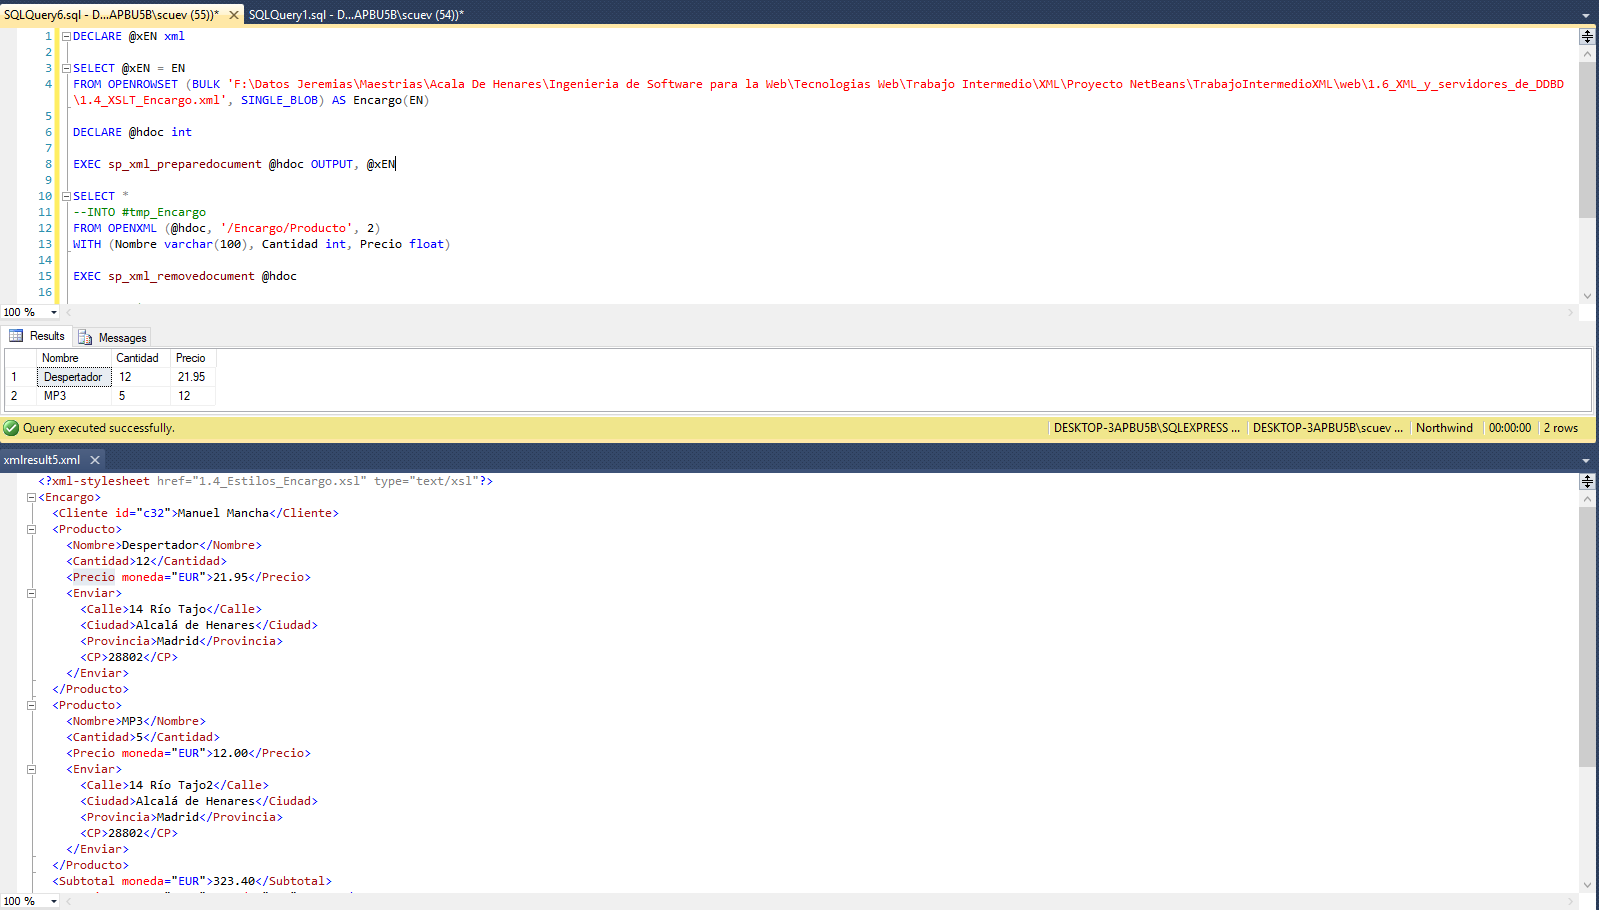 SQLQuery6.sql - D...APBU5B\scuev (55))* SQLQuery1.sql - D...APBU5B\scuev (54))*
1 DECLARE @xEN xml
2
3 SELECT @xEN = EN
4 FROM OPENROWSET (BULK 'F:\Datos Jeremias\Maestrias\Acala De Henares\Ingenieria de Software para la Web\Tecnologias Web\Trabajo Intermedio\XML\Proyecto NetBeans\TrabajoIntermedioXML\web\1.6_XML_y_servidores_de_DDBD
\1.4_XSLT_Encargo.xml', SINGLE_BLOB) AS Encargo(EN)
5
6 DECLARE @hdoc int
7
8 EXEC sp_xml_preparedocument @hdoc OUTPUT, @xEN
9
10 SELECT *
11 --INTO #tmp_Encargo
12 FROM OPENXML (@hdoc, '/Encargo/Producto', 2)
13 WITH (Nombre varchar(100), Cantidad int, Precio float)
14
15 EXEC sp_xml_removedocument @hdoc
16
100 %
Results Messages
Nombre Cantidad Precio
1 Despertador 12 21.95
2 MP3 5 12
Query executed successfully. DESKTOP-3APBU5B\SQLEXPRESS ... DESKTOP-3APBU5B\scuev ... Northwind 00:00:00 2 rows
xmlresult5.xml
<?xml-stylesheet href="1.4_Estilos_Encargo.xsl" type="text/xsl"?>
<Encargo>
<Cliente id="c32">Manuel Mancha</Cliente>
<Producto>
<Nombre>Despertador</Nombre>
<Cantidad>12</Cantidad>
<Precio moneda="EUR">21.95</Precio>
<Enviar>
<Calle>14 Río Tajo</Calle>
<Ciudad>Alcalá de Henares</Ciudad>
<Provincia>Madrid</Provincia>
<CP>28802</CP>
</Enviar>
</Producto>
<Producto>
<Nombre>MP3</Nombre>
<Cantidad>5</Cantidad>
<Precio moneda="EUR">12.00</Precio>
<Enviar>
<Calle>14 Río Tajo2</Calle>
<Ciudad>Alcalá de Henares</Ciudad>
<Provincia>Madrid</Provincia>
<CP>28802</CP>
</Enviar>
</Producto>
<Subtotal moneda="EUR">323.40</Subtotal>
100 %